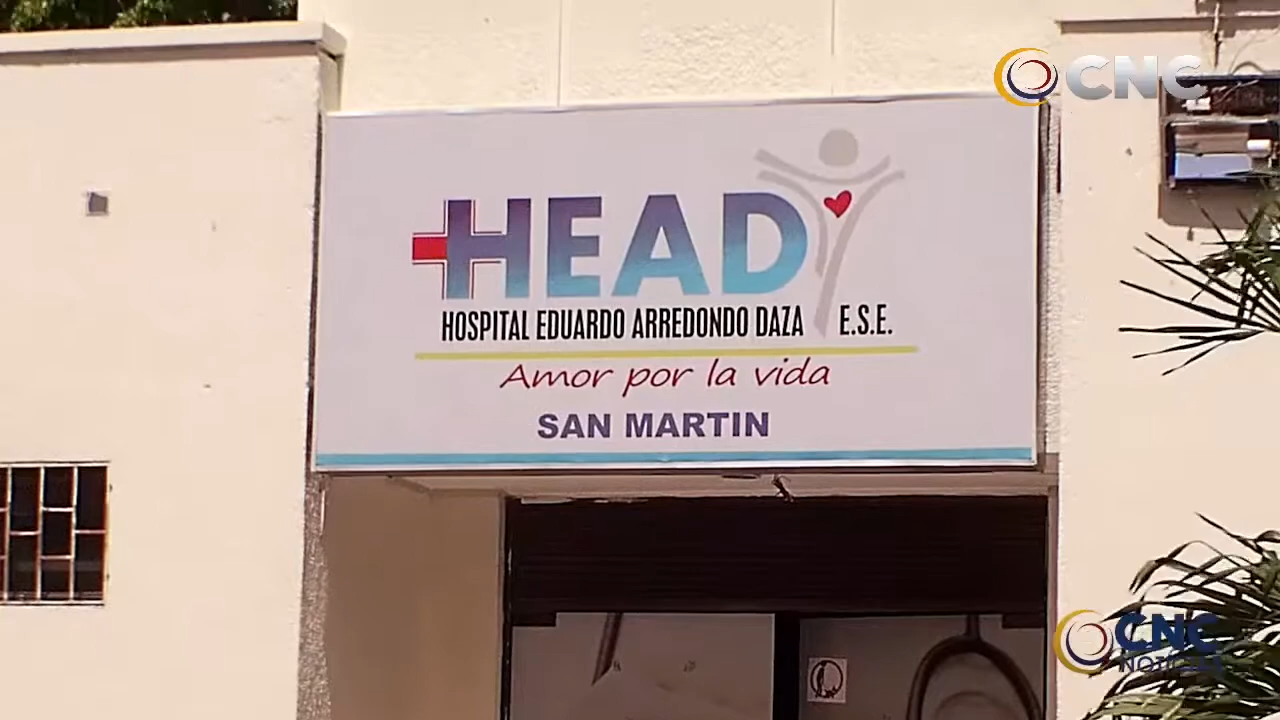 CNC
HEAD
HOSPITAL EDUARDO ARREDONDO DAZA E.S.E.
Amor por la vida
SAN MARTIN
CNC
NOTICIAS